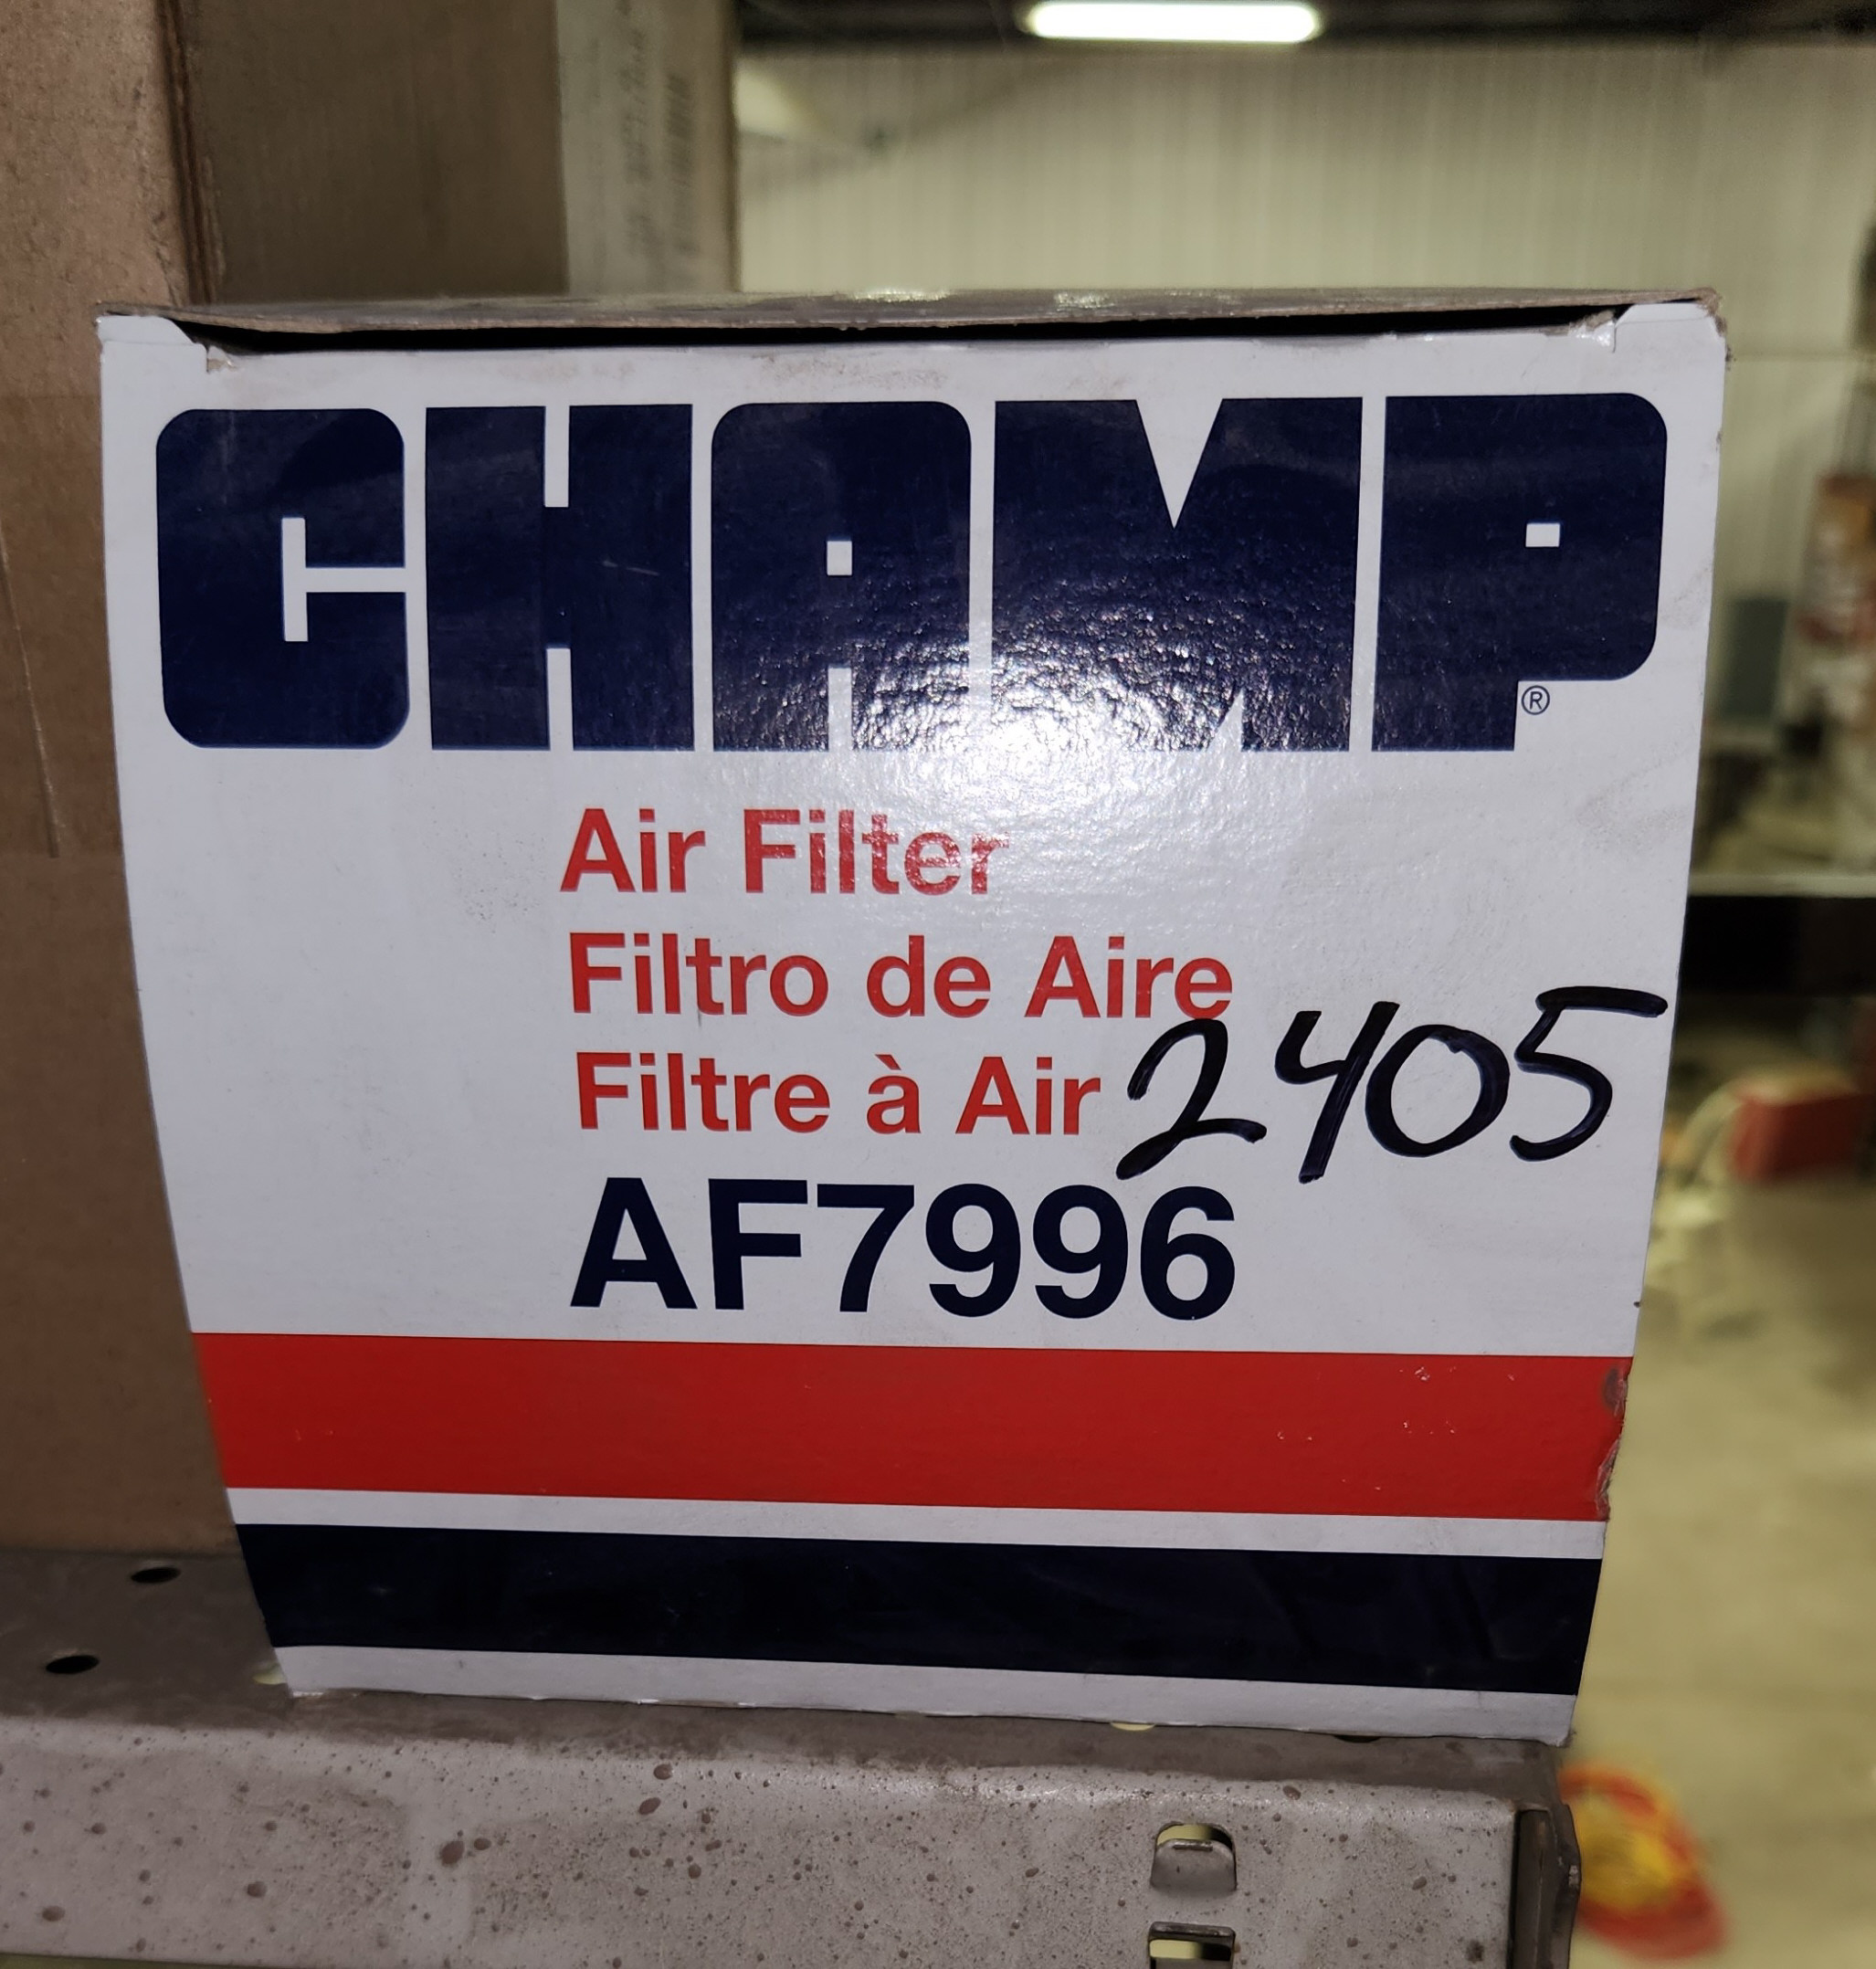 CHAMP®
Air Filter
Filtro de Aire
Filtre à Air 2405
AF7996